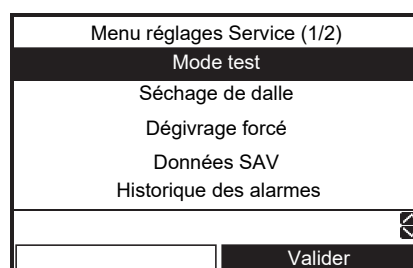 Menu réglages Service (1/2)
Mode test
Séchage de dalle
Dégivrage forcé
Données SAV
Historique des alarmes
Valider